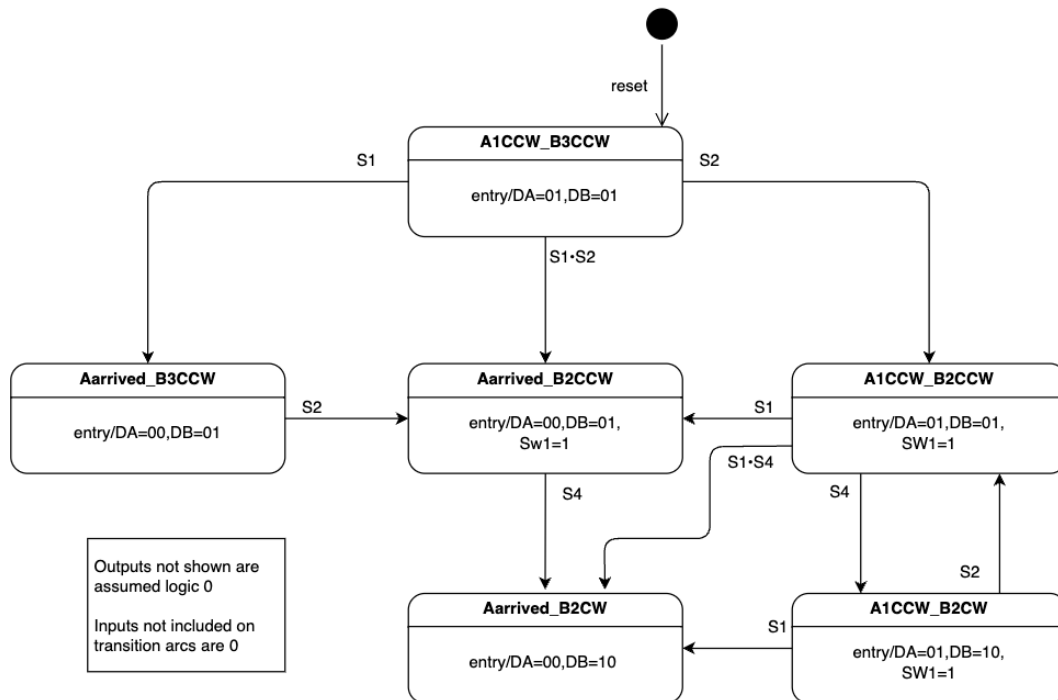 reset
A1CCW_B3CCW
S1
S2
entry/DA=01,DB=01
S1•S2
Aarrived_B3CCW
Aarrived_B2CCW
A1CCW_B2CCW
S2
S1
entry/DA=00,DB=01
entry/DA=00,DB=01,
Sw1=1
entry/DA=01,DB=01,
SW1=1
S1•S4
S4
S4
Outputs not shown are
assumed logic 0
Inputs not included on
transition arcs are 0
S2
Aarrived_B2CW
A1CCW_B2CW
S1
entry/DA=00,DB=10
entry/DA=01,DB=10,
SW1=1